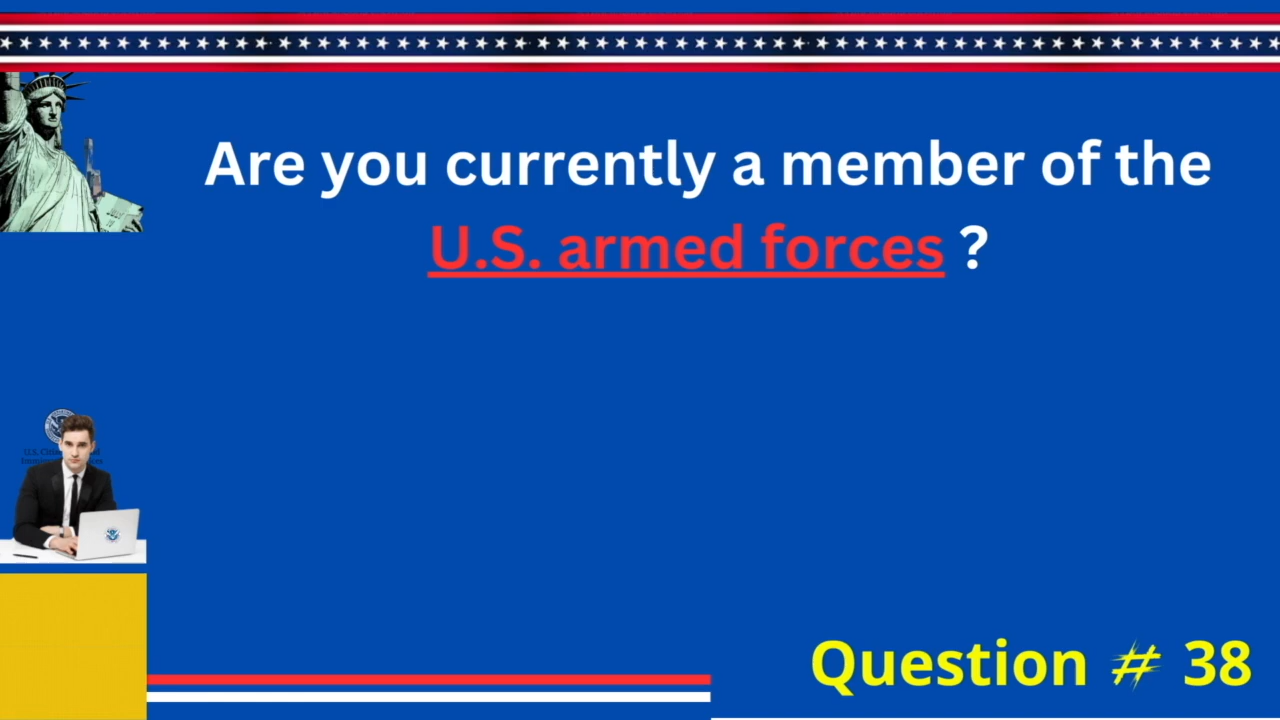 Are you currently a member of the
U.S. armed forces ?
Question # 38